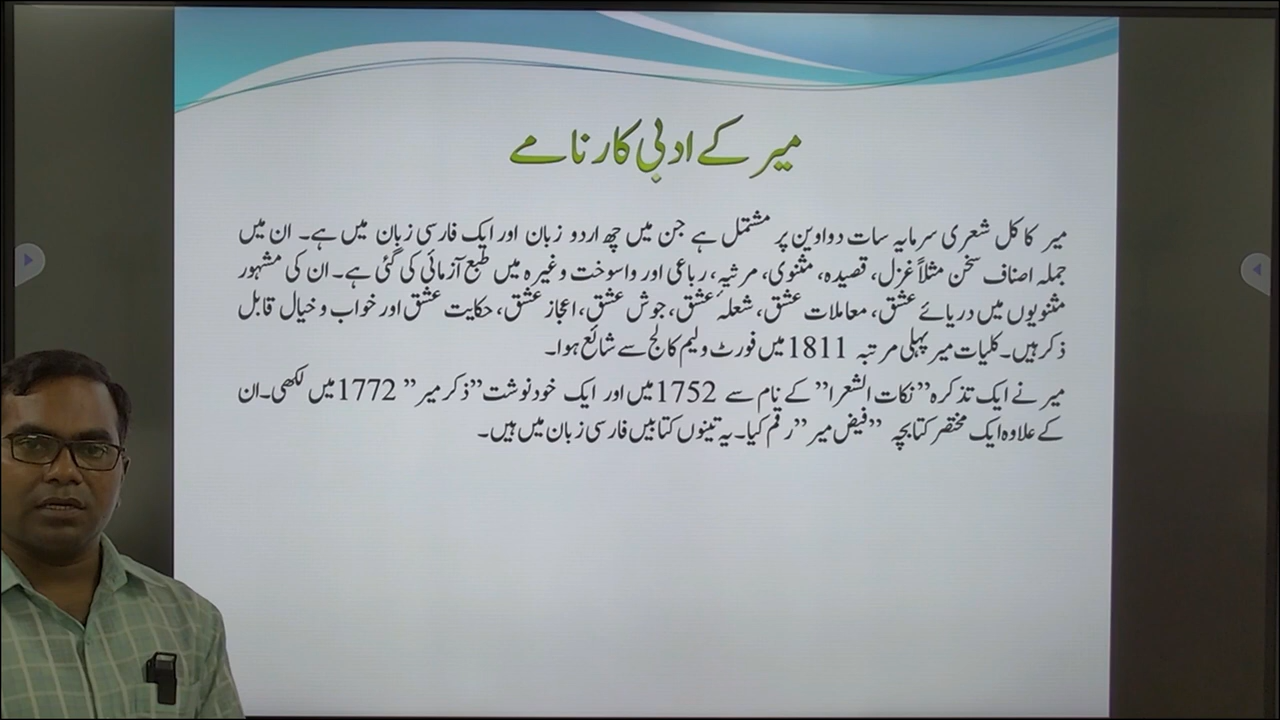 میر کے ادبی کارنامے
میر کا کل شعری سرمایہ سات دواوین پر مشتمل ہے جن میں چھ اردو زبان اور ایک فارسی زبان میں ہے۔ ان میں
جملہ اصناف سخن مثلاً غزل، قصیدہ، مثنوی، مرثیہ، رباعی اور واسوخت وغیرہ میں طبع آزمائی کی گئی ہے۔ ان کی مشہور
مثنویوں میں دریائے عشق، معاملات عشق، شعلۂ عشق، جوش عشق، اعجاز عشق، حکایت عشق اور خواب و خیال قابل
ذکر ہیں۔ کلیات میر پہلی مرتبہ 1811 میں فورٹ ولیم کالج سے شائع ہوا۔
میر نے ایک تذکرہ ”نکات الشعرا” کے نام سے 1752 میں اور ایک خودنوشت ”ذکر میر” 1772 میں لکھی۔ ان
کے علاوہ ایک مختصر کتابچہ ”فیض میر” رقم کیا۔ یہ تینوں کتابیں فارسی زبان میں ہیں۔